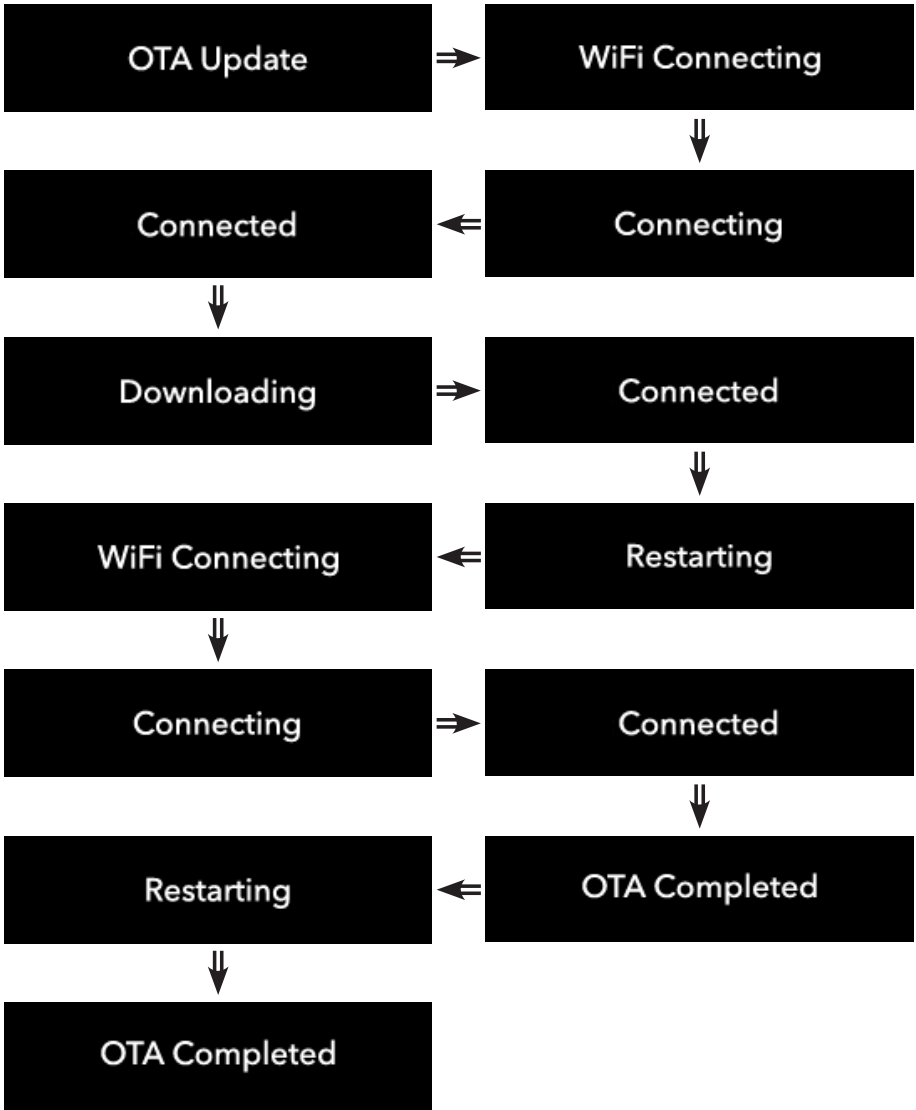 OTA Update
WiFi Connecting
Connecting
Connected
Downloading
Connected
Restarting
WiFi Connecting
Connecting
Connected
OTA Completed
Restarting
OTA Completed